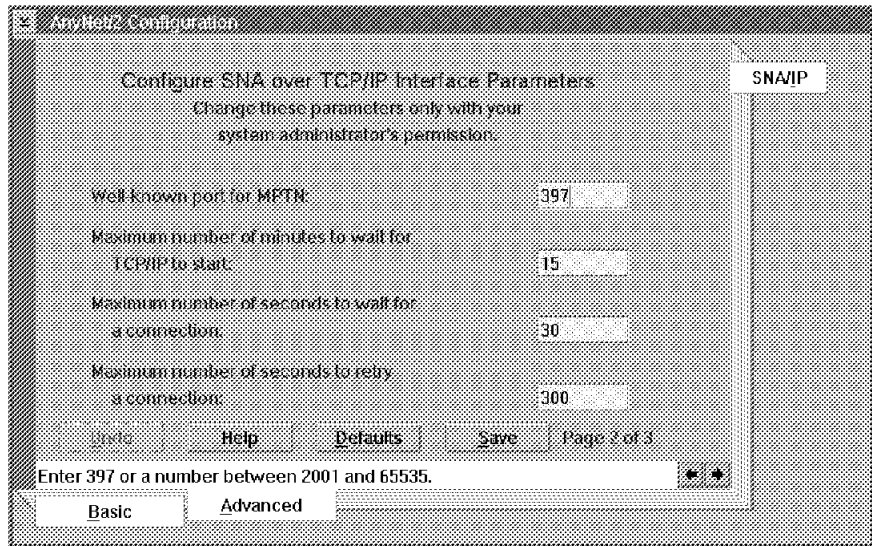 AnyNet/2 Configuration
SNA/IP
Configure SNA over TCP/IP Interface Parameters
Change these parameters only with your
system administrator's permission.
Well-known port for MPTN:
397
Maximum number of minutes to wait for
TCP/IP to start:
15
Maximum number of seconds to wait for
a connection:
30
Maximum number of seconds to retry
a connection:
300
Undo Help Defaults Save Page 2 of 3
Enter 397 or a number between 2001 and 65535.
Basic Advanced